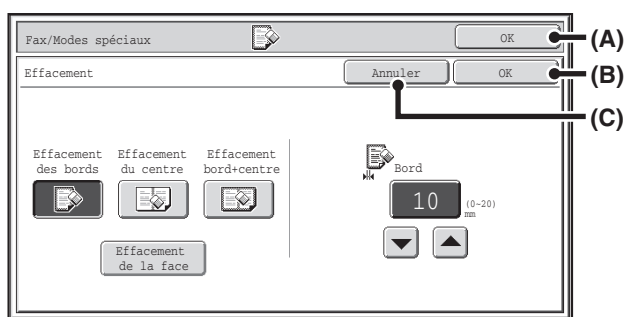 Fax/Modes spéciaux
OK
(A)
Effacement
Annuler
OK
(B)
(C)
Effacement
des bords
Effacement
du centre
Effacement
bord+centre
Bord
10
(0~20)
mm
Effacement
de la face